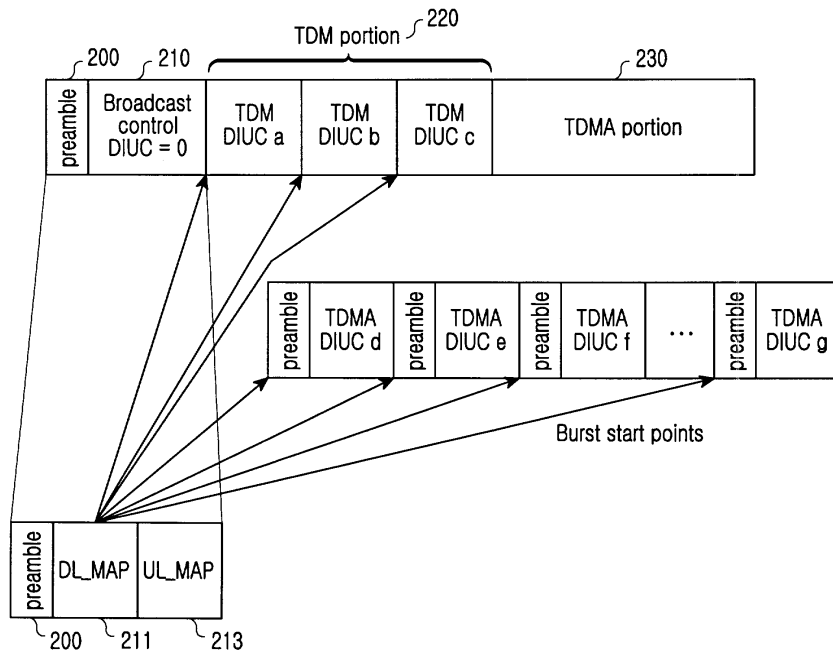 TDM portion 220
200 210 230
preamble
Broadcast
control
DIUC = 0
TDM
DIUC a
TDM
DIUC b
TDM
DIUC c
TDMA portion
preamble
TDMA
DIUC d
preamble
TDMA
DIUC e
preamble
TDMA
DIUC f
...
preamble
TDMA
DIUC g
Burst start points
preamble
DL_MAP
UL_MAP
200 211 213